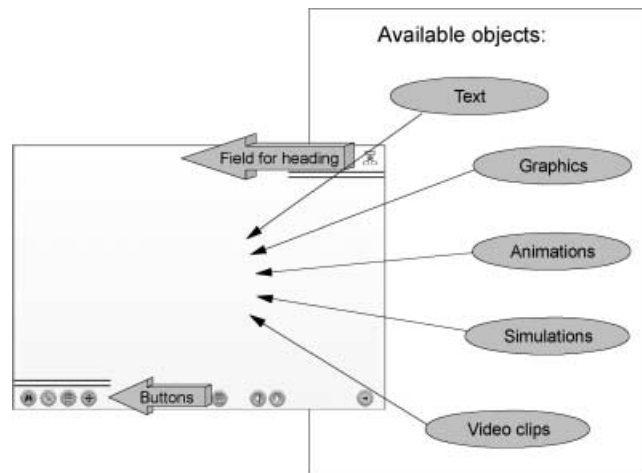 Available objects:
Text
Field for heading
Graphics
Animations
Simulations
Buttons
Video clips